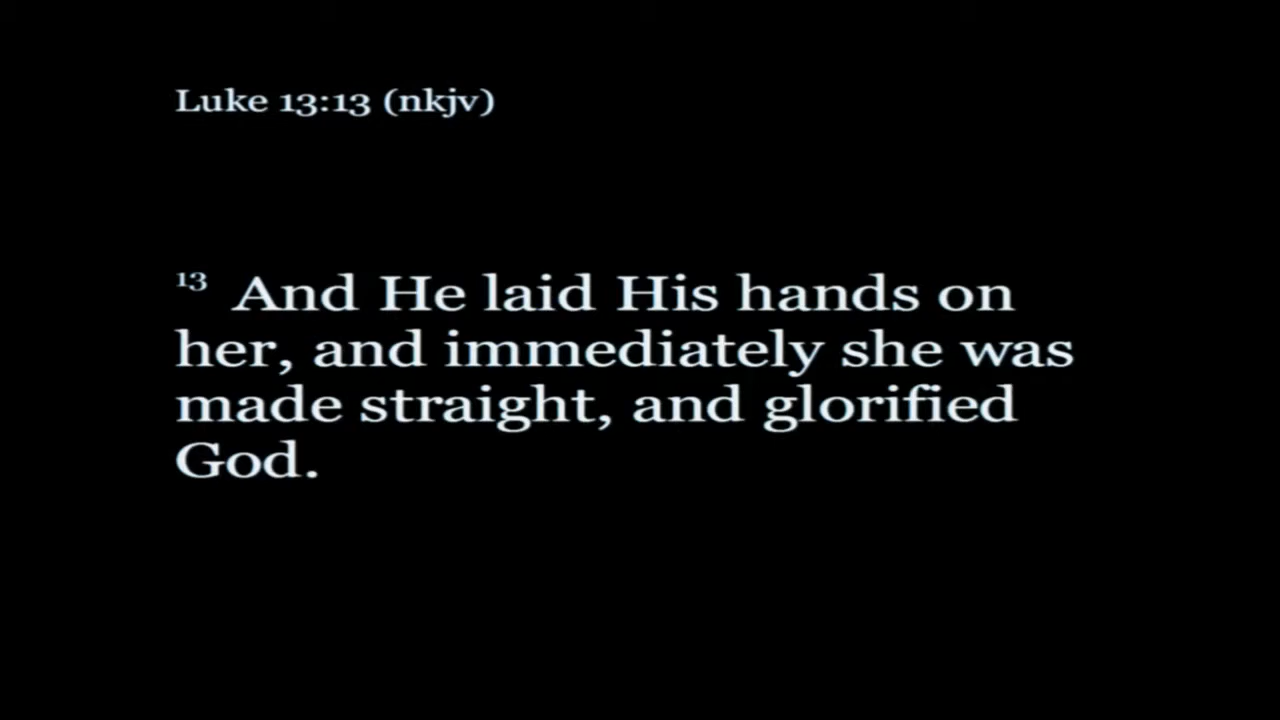 Luke 13:13 (nkjv)
13 And He laid His hands on
her, and immediately she was
made straight, and glorified
God.